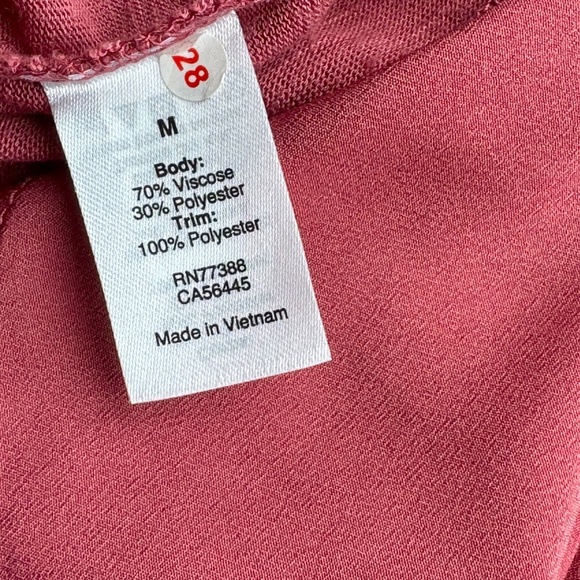 28
M
Body:
70% Viscose
30% Polyester
Trim:
100% Polyester
RN77388
CA56445
Made in Vietnam